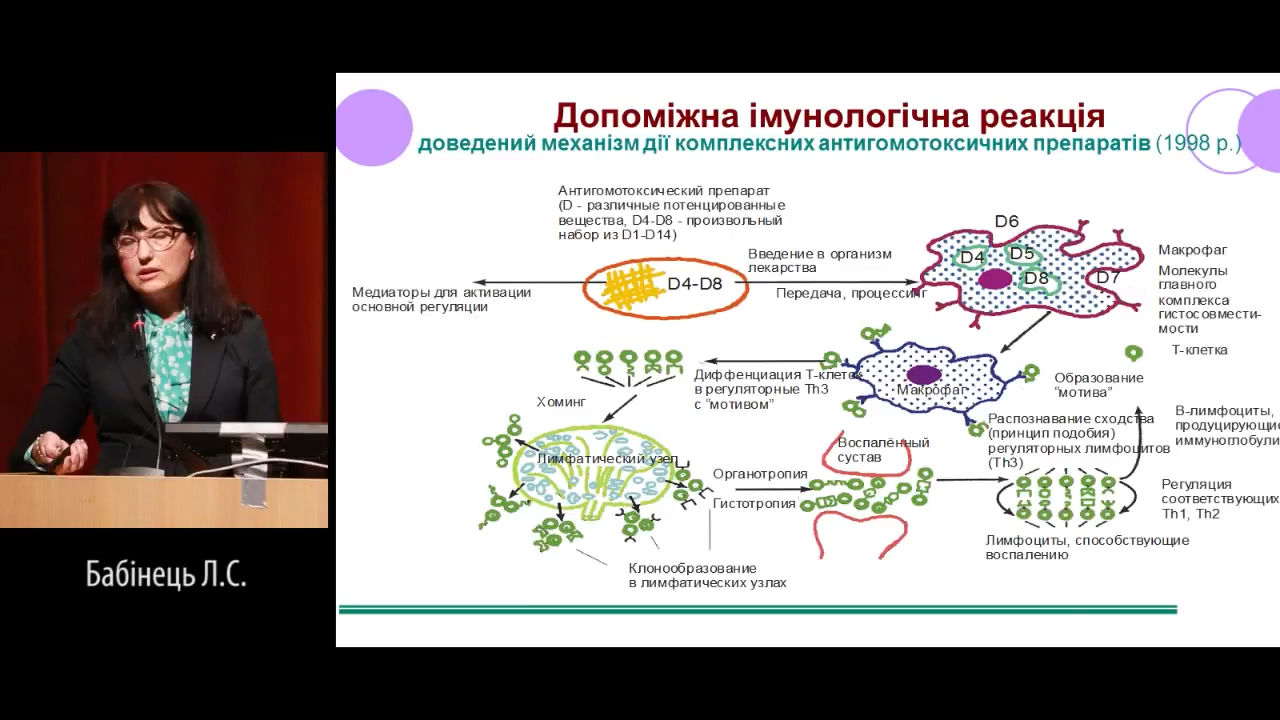 Допоміжна імунологічна реакція
доведений механізм дії комплексних антигомотоксичних препаратів (1998 р.)
Антигомотоксический препарат
(D - различные потенцированные
вещества, D4-D8 - произвольный
набор из D1-D14)
Введение в организм
лекарства
Передача, процессинг
D4-D8
Медиаторы для активации
основной регуляции
D6
D4
D5
D8
D7
Макрофаг
Молекулы
главного
комплекса
гистосовмести-
мости
Т-клетка
Образование
“мотива”
Макрофаг
Диффенциация Т-клеток
в регуляторные Th3
с “мотивом”
Хоминг
Лимфатический узел
Органотропия
Гистотропия
Воспалённый
сустав
Распознавание сходства
(принцип подобия)
регуляторных лимфоцитов
(Th3)
В-лимфоциты,
продуцирующие
иммуноглобули
Регуляция
соответствующих
Th1, Th2
Лимфоциты, способствующие
воспалению
Клонообразование
в лимфатических узлах
Бабінець Л.С.